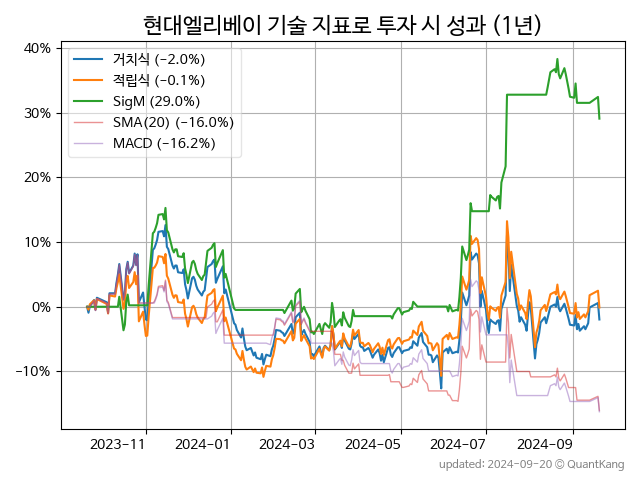 현대엘리베이 기술 지표로 투자 시 성과 (1년)
40%
30%
20%
10%
0%
−10%
거치식 (−2.0%)
적립식 (−0.1%)
SigM (29.0%)
SMA(20) (−16.0%)
MACD (−16.2%)
2023−11
2024−01
2024−03
2024−05
2024−07
2024−09
updated: 2024-09-20 © QuantKang